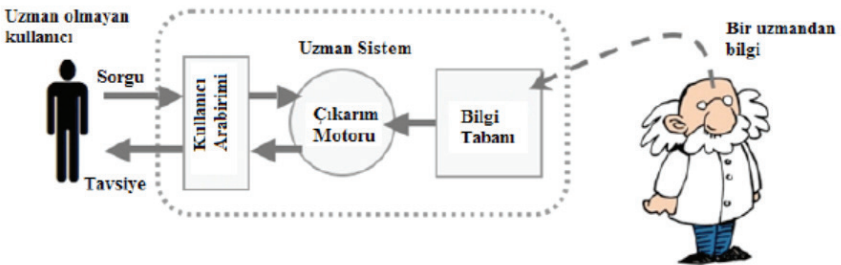 Uzman olmayan
kullanıcı
Sorgu
Tavsiye
Kullanıcı
Arabirimi
Uzman Sistem
Çıkarım
Motoru
Bilgi
Tabanı
Bir uzmandan
bilgi